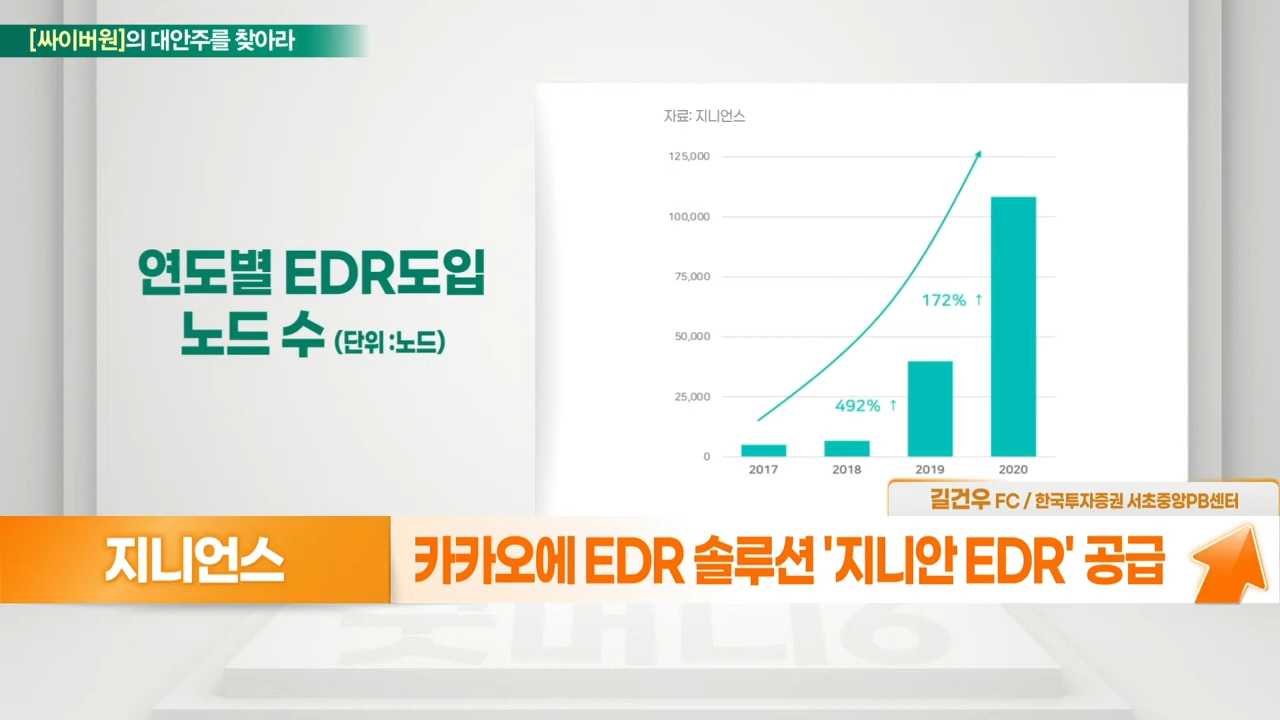 [싸이버원]의 대안주를 찾아라
연도별 EDR도입
노드 수 (단위 :노드)
자료: 지니언스
125,000
100,000
75,000
50,000
25,000
0
172% ↑
492% ↑
2017 2018 2019 2020
길건우 FC / 한국투자증권 서초중앙PB센터
지니언스
카카오에 EDR 솔루션 '지니안 EDR' 공급
굿머니6